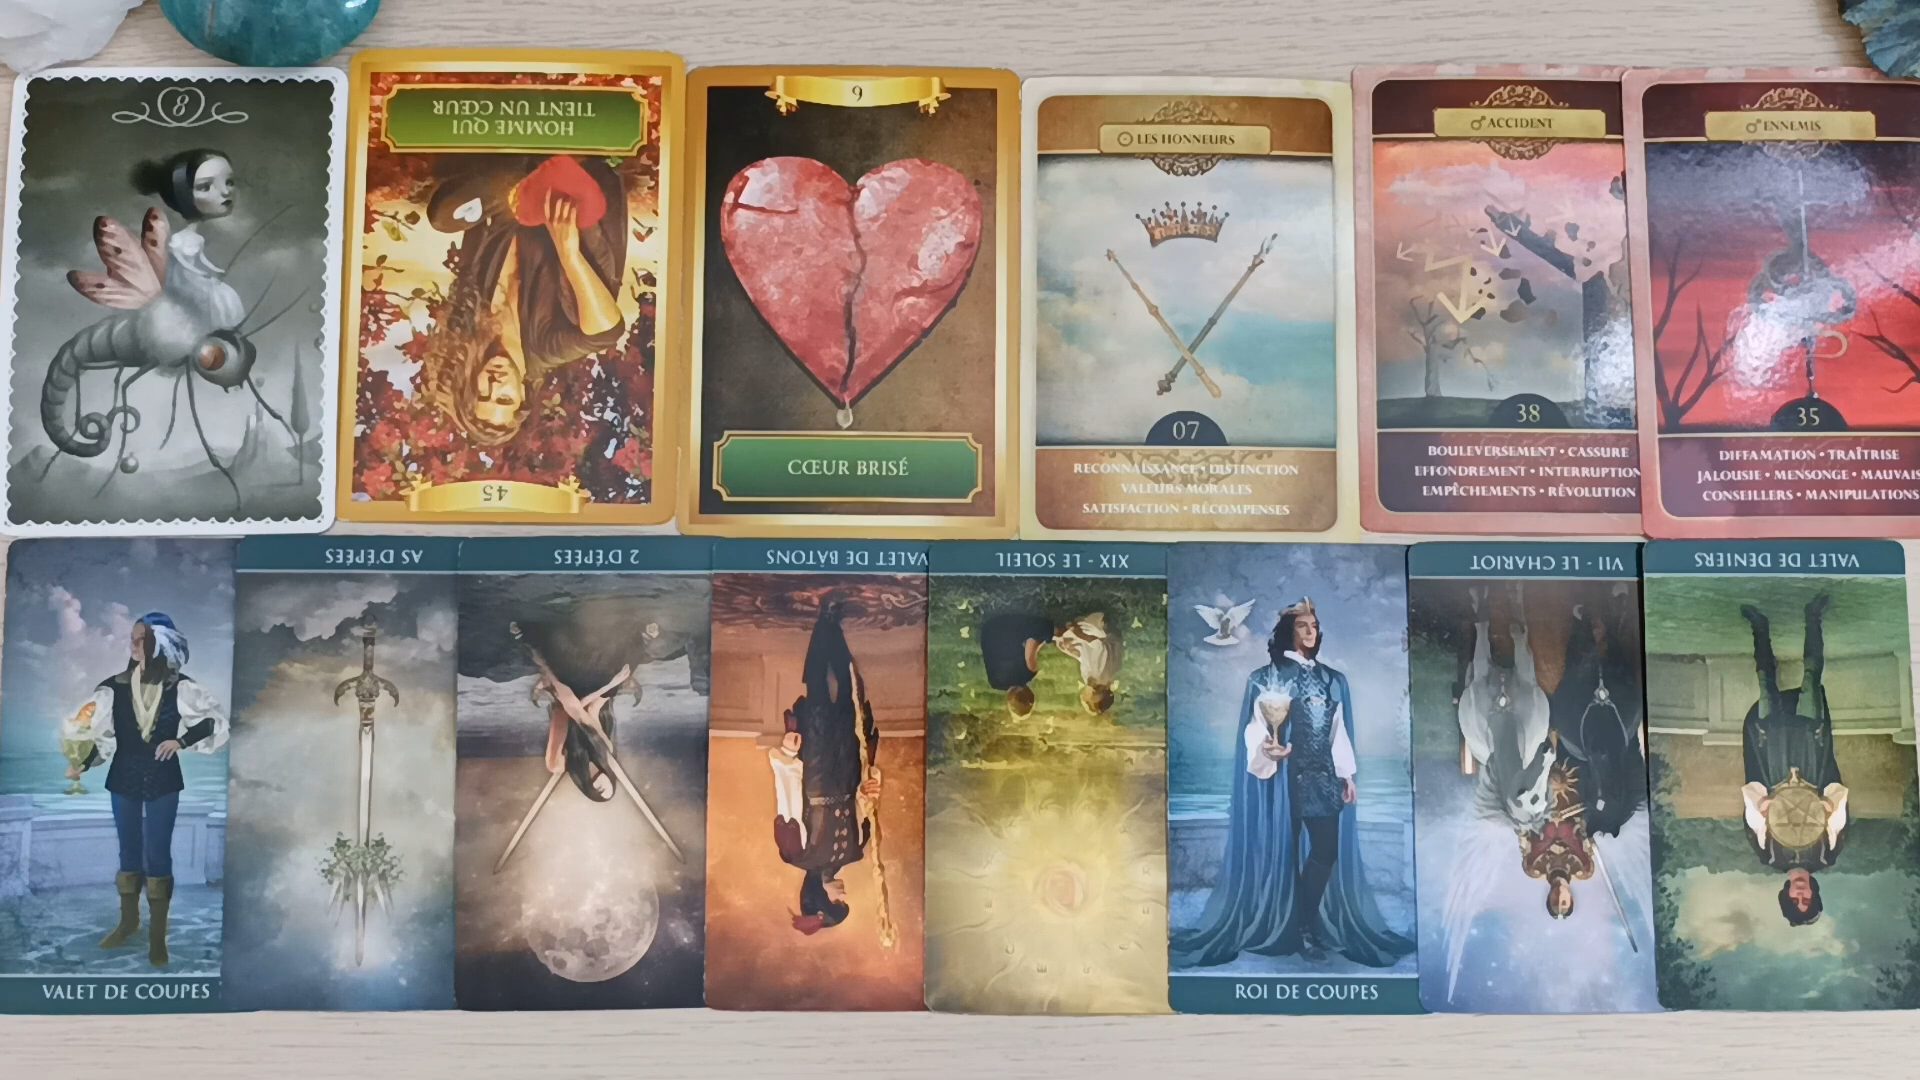 8
HOMME QUI
TIENT UN CŒUR
45
6
CŒUR BRISÉ
LES HONNEURS
07
RECONNAISSANCE • DISTINCTION
VALEURS MORALES
SATISFACTION • RÉCOMPENSES
♂ ACCIDENT
38
BOULEVERSEMENT • CASSURE
EFFONDREMENT • INTERRUPTION
EMPÊCHEMENTS • RÉVOLUTION
♂ ENNEMIS
35
DIFFAMATION • TRAÎTRISE
JALOUSIE • MENSONGE • MAUVAIS
CONSEILLERS • MANIPULATIONS
VALET DE COUPES
AS D'ÉPÉES
2 D'ÉPÉES
VALET DE BÂTONS
XIX - LE SOLEIL
ROI DE COUPES
VII - LE CHARIOT
VALET DE DENIERS